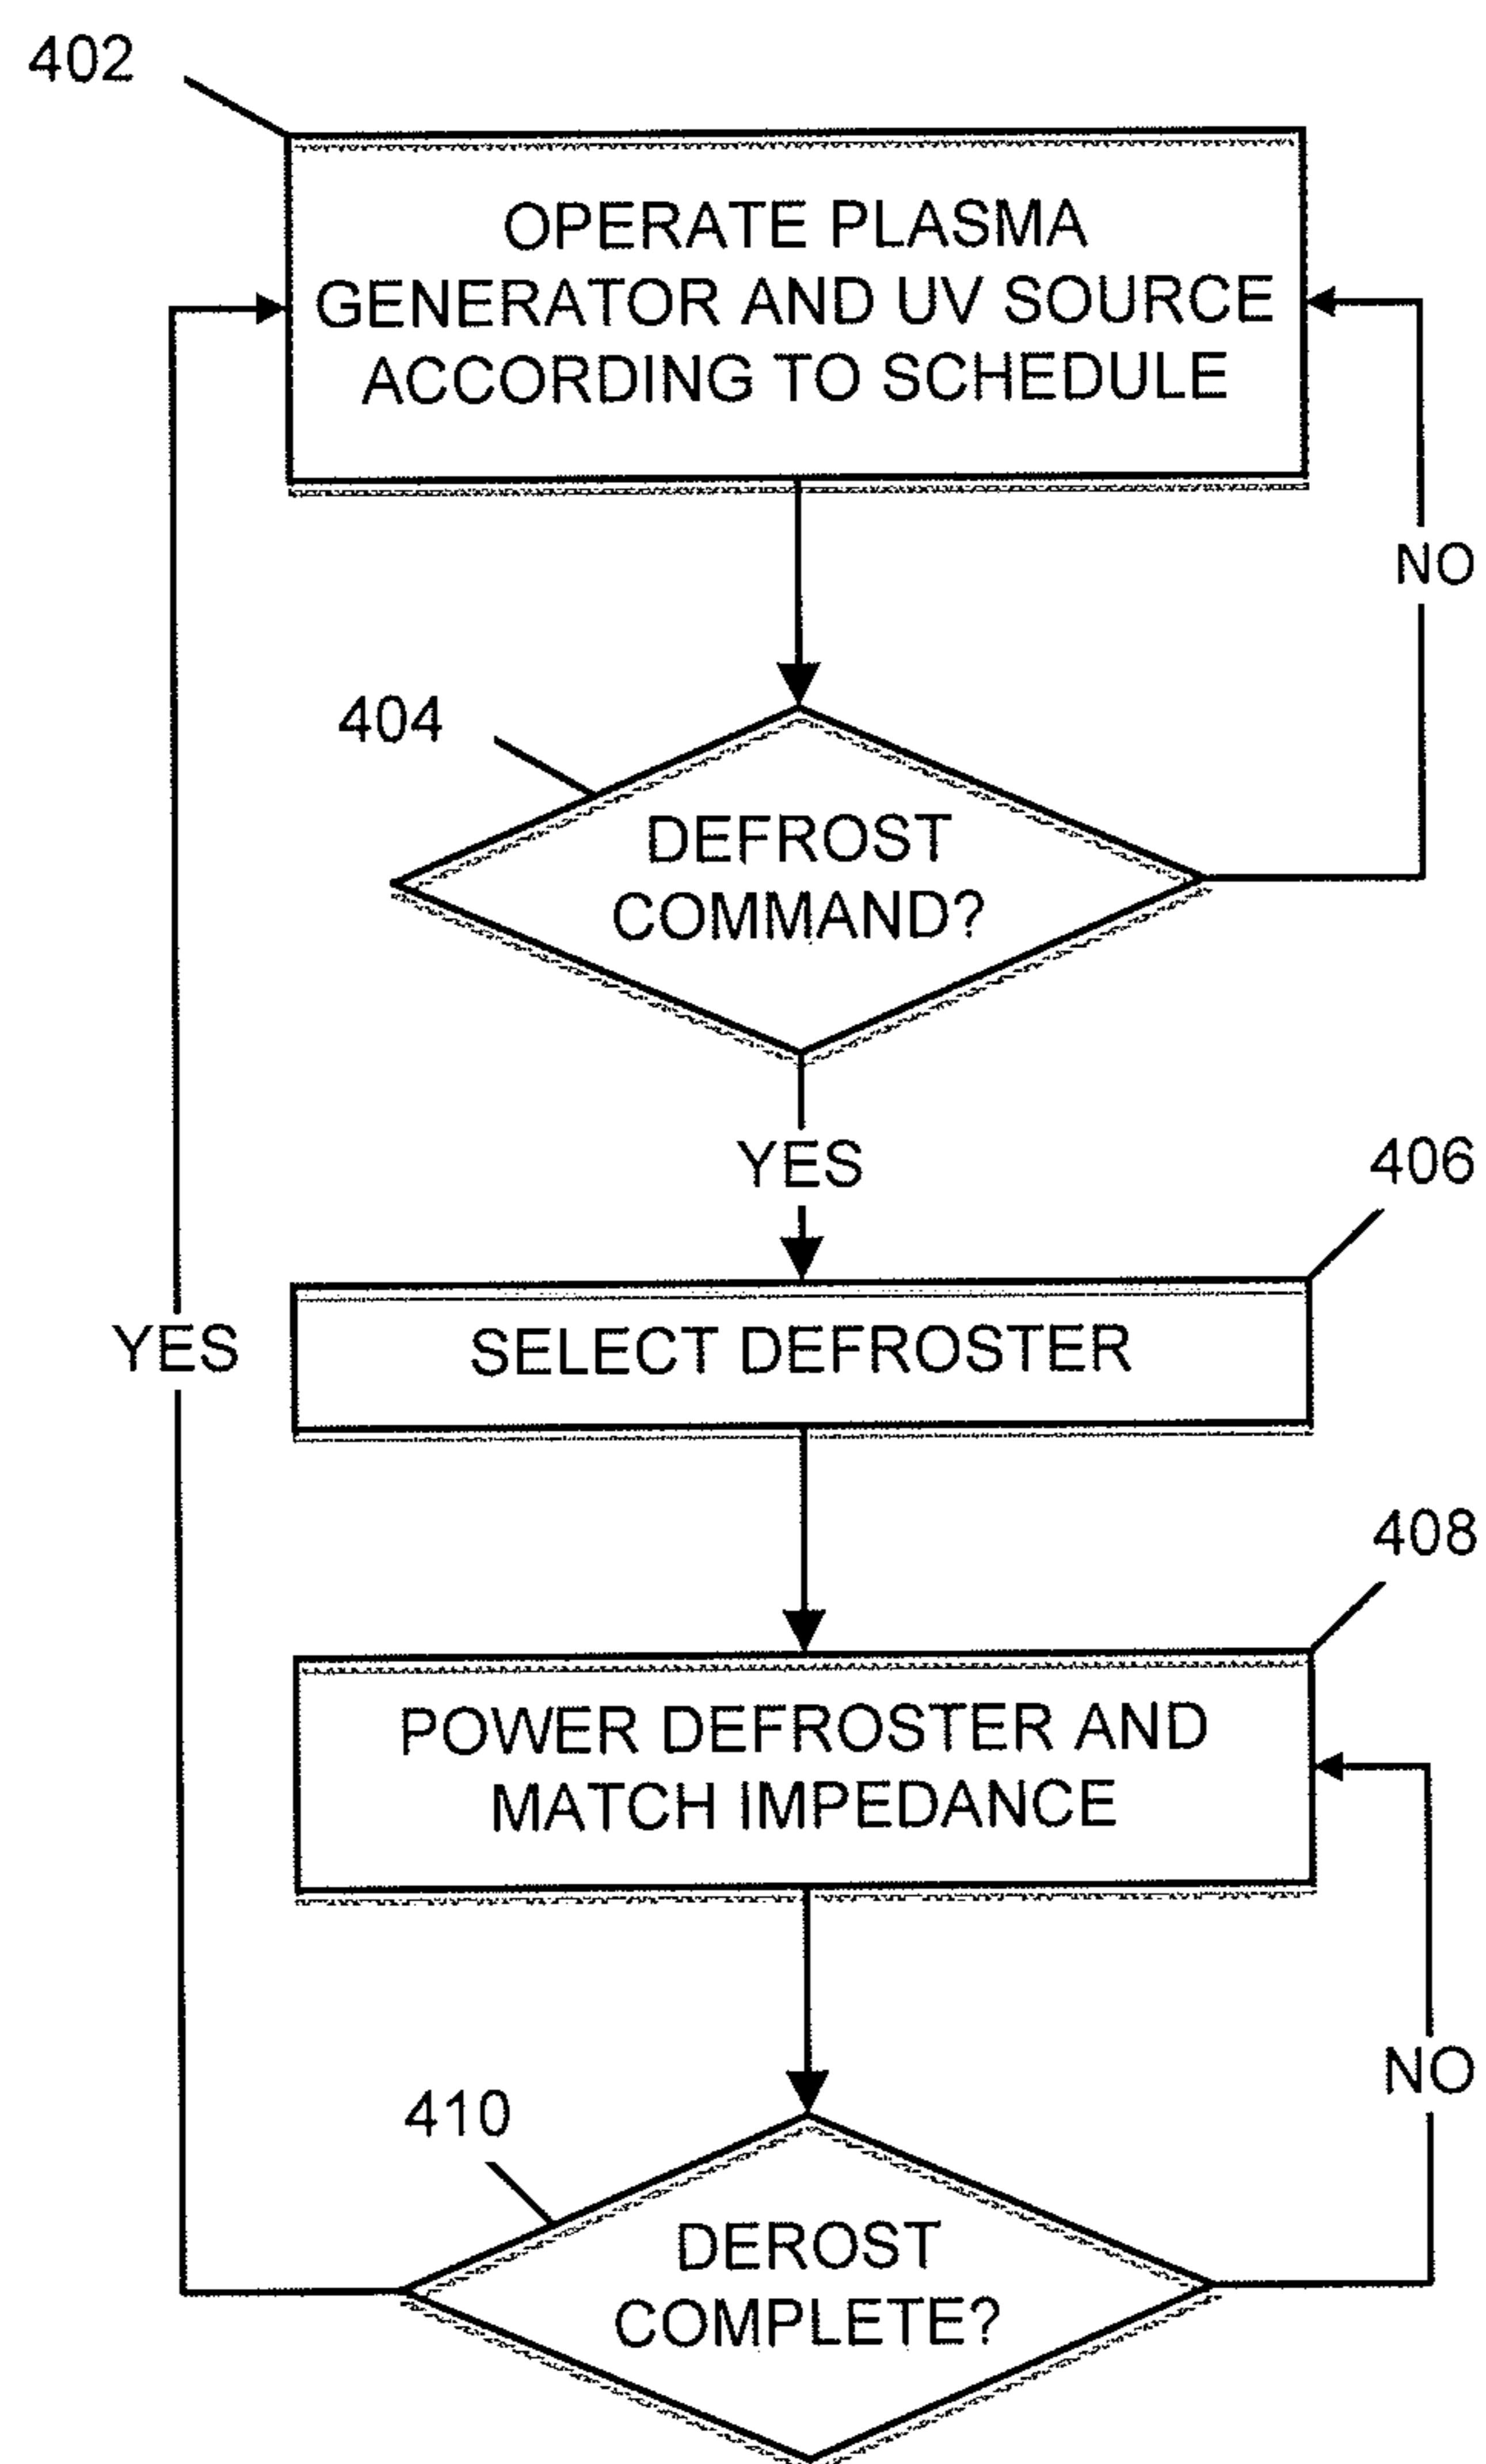 402
OPERATE PLASMA
GENERATOR AND UV SOURCE
ACCORDING TO SCHEDULE
NO
404
DEFROST
COMMAND?
YES
406
YES
SELECT DEFROSTER
408
POWER DEFROSTER AND
MATCH IMPEDANCE
NO
410
DEROST
COMPLETE?